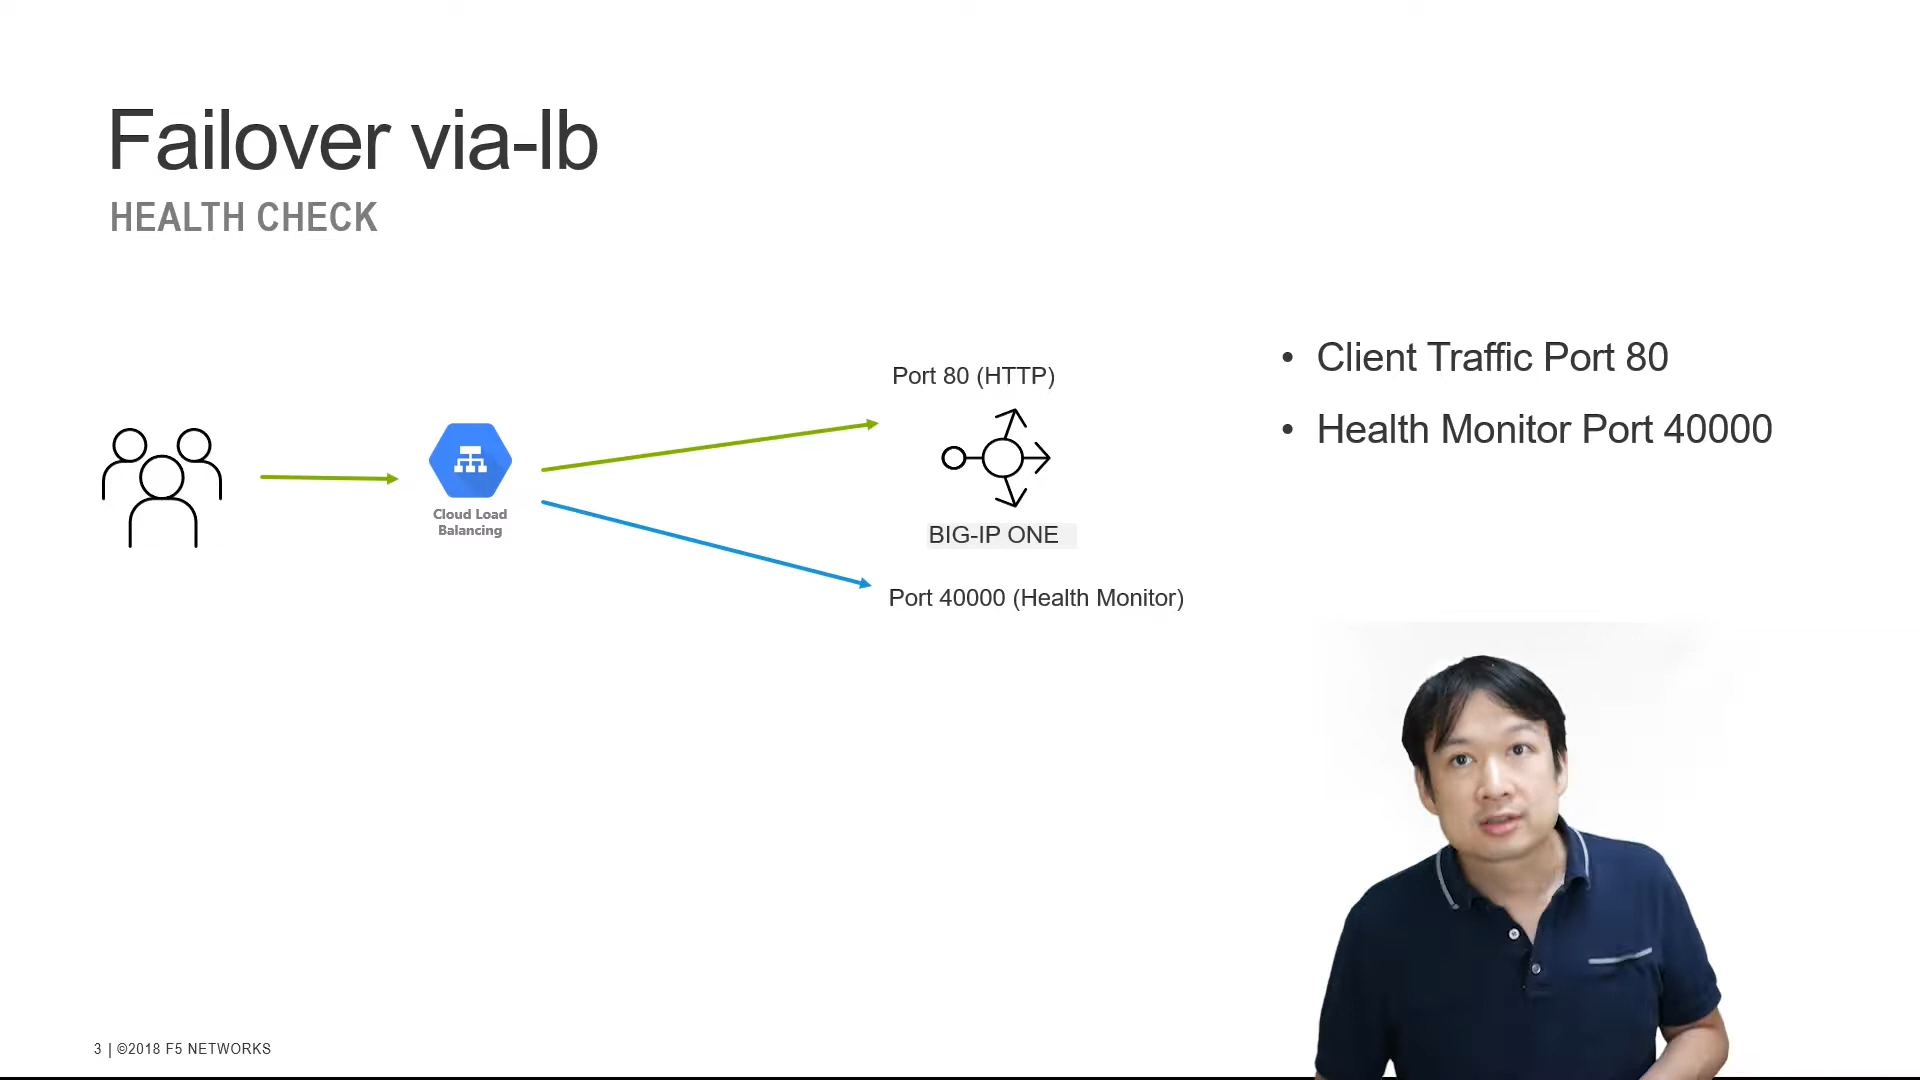 Failover via-lb
HEALTH CHECK
Port 80 (HTTP)
Cloud Load
Balancing
BIG-IP ONE
Port 40000 (Health Monitor)
• Client Traffic Port 80
• Health Monitor Port 40000
3 | ©2018 F5 NETWORKS